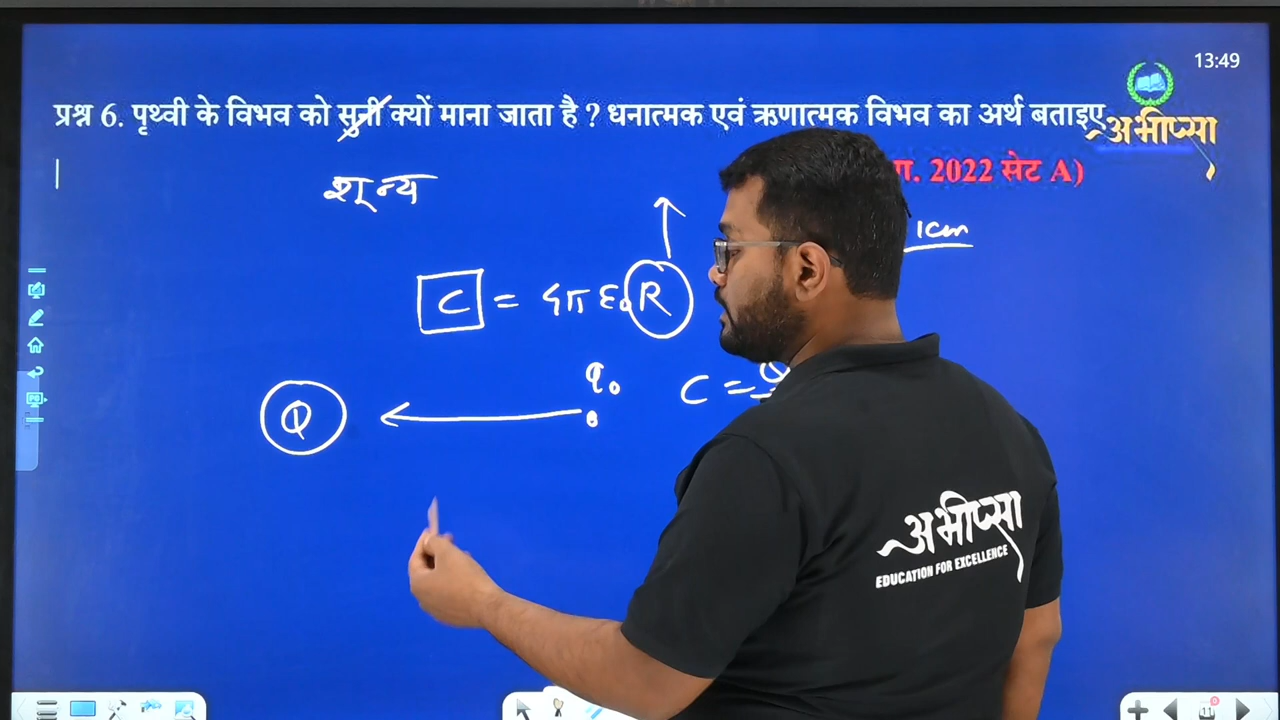 13:49
प्रश्न 6. पृथ्वी के विभव को सुनी क्यों माना जाता है ? धनात्मक एवं ऋणात्मक विभव का अर्थ बताइए
अभीप्सा
2022 सेट A)
शून्य
1cm
C = 4π ε₀ R
q₀
C = Q
Q
अभीप्सा
EDUCATION FOR EXCELLENCE
11